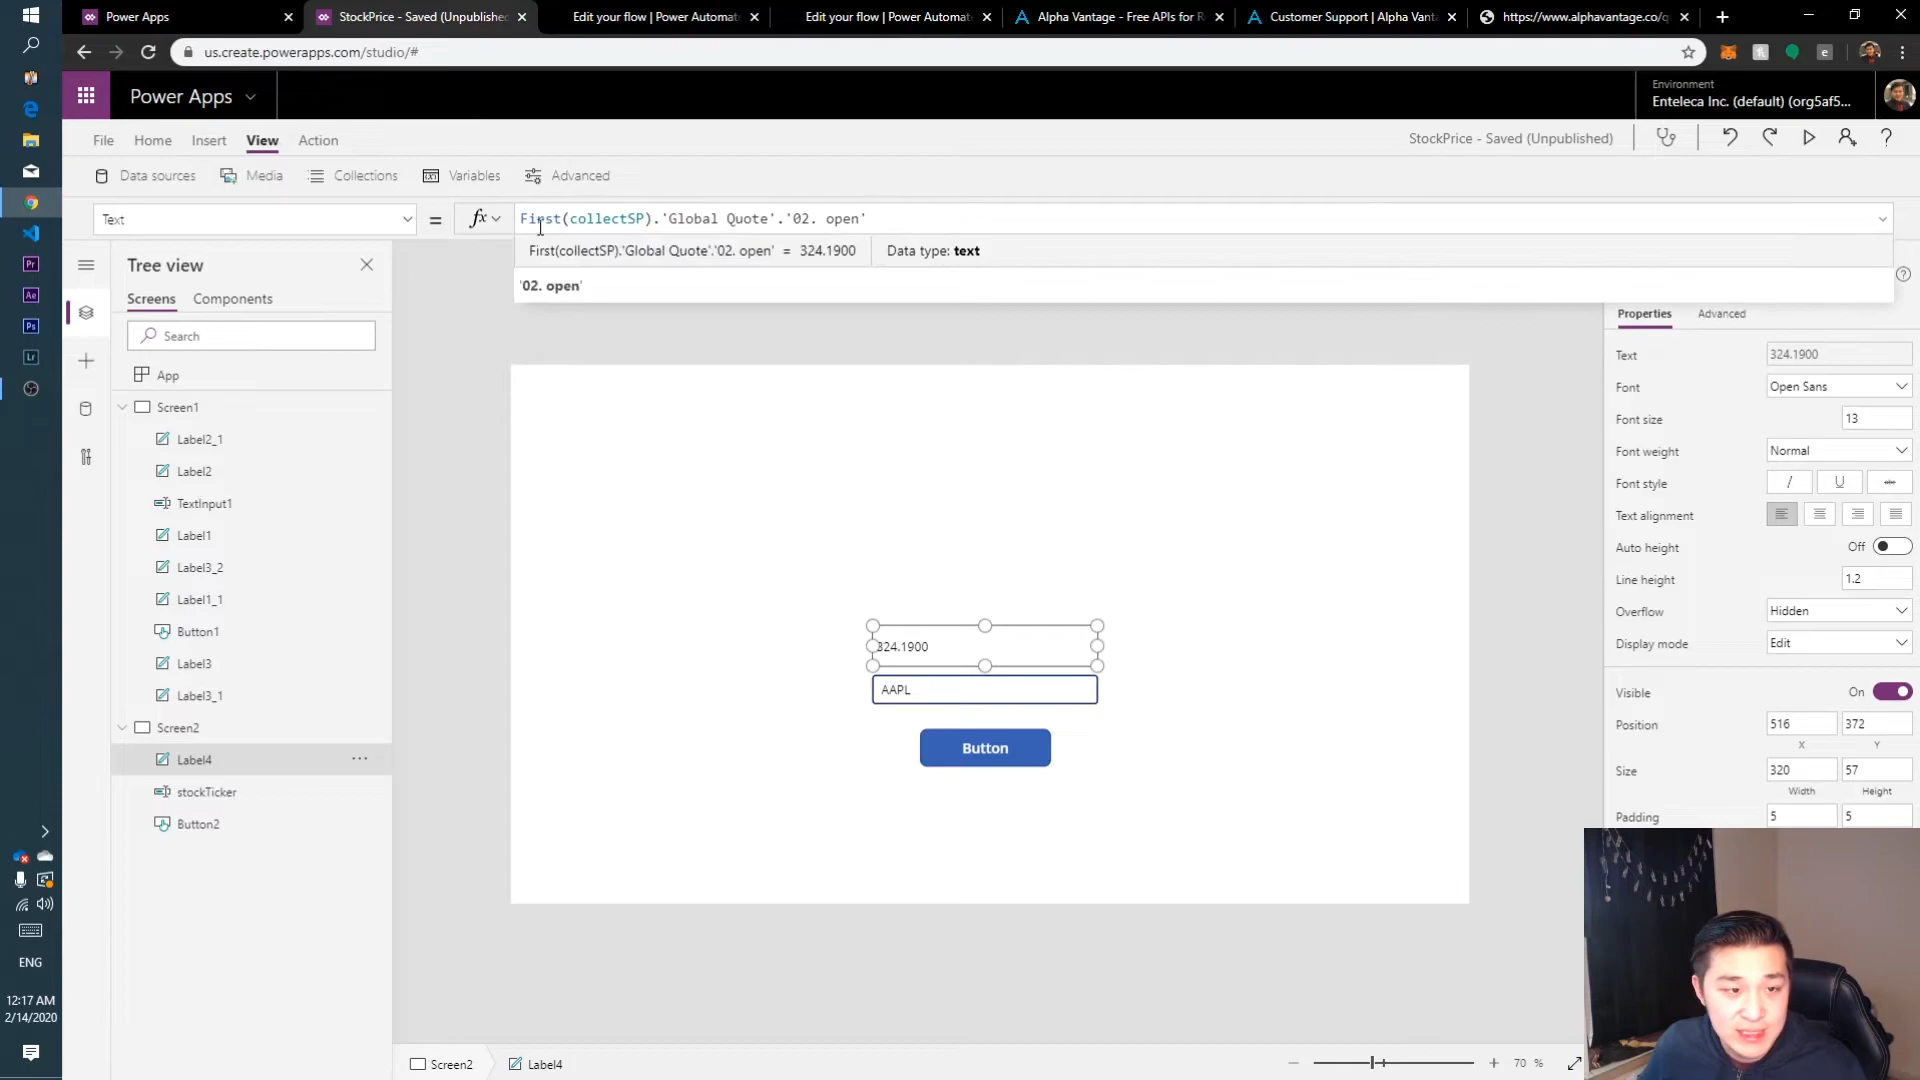 Power Apps
StockPrice - Saved (Unpublishe
Edit your flow | Power Automat
Edit your flow | Power Automat
Alpha Vantage - Free APIs for R
Customer Support | Alpha Vant
https://www.alphavantage.co/q
us.create.powerapps.com/studio/#
Power Apps
Environment
Enteleca Inc. (default) (org5af5...
File
Home
Insert
View
Action
StockPrice - Saved (Unpublished)
Data sources
Media
Collections
Variables
Advanced
Text
=
fx
First(collectSP).'Global Quote'.'02. open'
First(collectSP).'Global Quote'.'02. open' = 324.1900
Data type: text
'02. open'
Tree view
Screens
Components
Search
App
Screen1
Label2_1
Label2
TextInput1
Label1
Label3_2
Label1_1
Button1
Label3
Label3_1
Screen2
Label4
stockTicker
Button2
324.1900
AAPL
Button
Properties
Advanced
Text 324.1900
Font Open Sans
Font size 13
Font weight Normal
Font style / U abc
Text alignment
Auto height Off
Line height 1.2
Overflow Hidden
Display mode Edit
Visible On
Position 516 372
X Y
Size 320 57
Width Height
Padding 5 5
Pr
Ae
Ps
Lr
ENG
12:17 AM
2/14/2020
Screen2
Label4
70 %